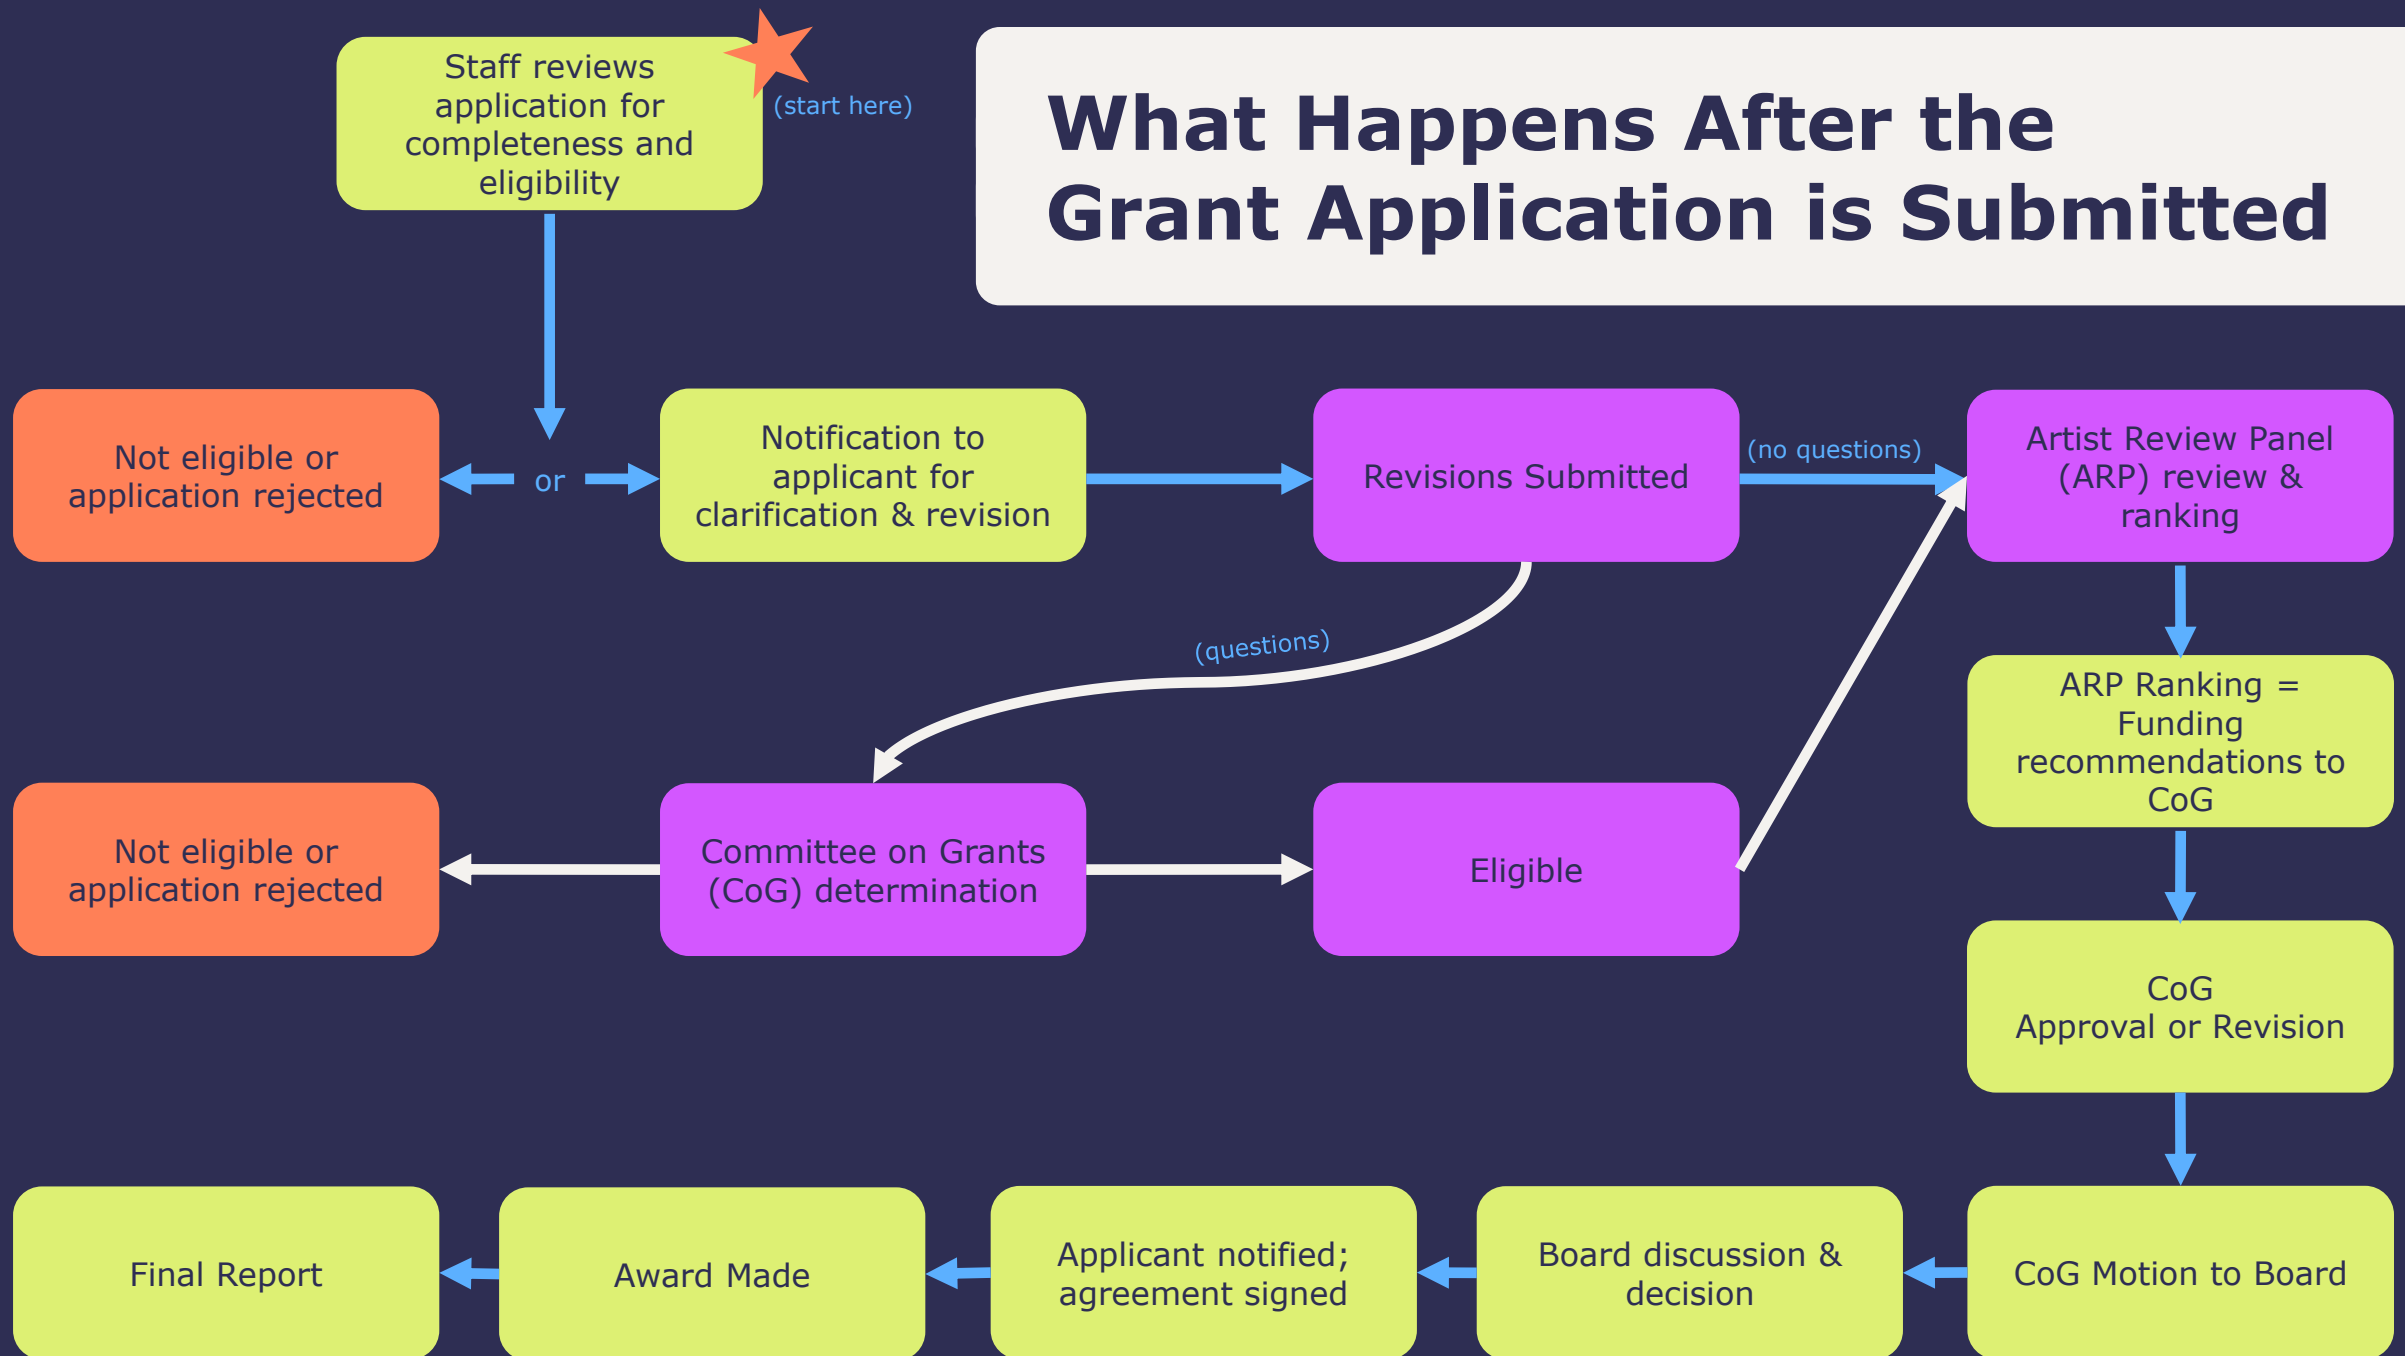 Staff reviews
application for
completeness and
eligibility
(start here)
What Happens After the
Grant Application is Submitted
Not eligible or
application rejected
or
Notification to
applicant for
clarification & revision
Revisions Submitted
(no questions)
Artist Review Panel
(ARP) review &
ranking
(questions)
ARP Ranking =
Funding
recommendations to
CoG
Not eligible or
application rejected
Committee on Grants
(CoG) determination
Eligible
CoG
Approval or Revision
Final Report
Award Made
Applicant notified;
agreement signed
Board discussion &
decision
CoG Motion to Board